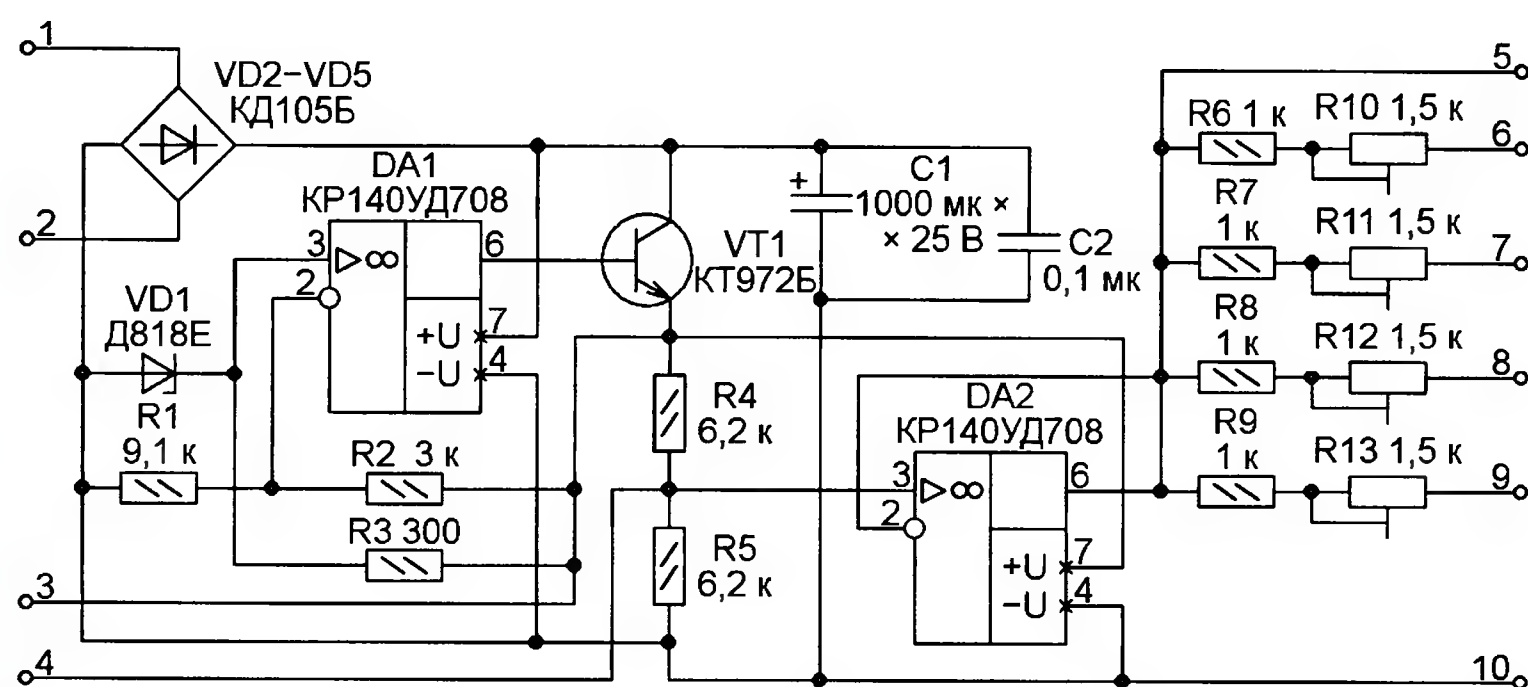 1
VD2-VD5
КД105Б
2
DA1
КР140УД708
3
2
▷∞
6
+U
7
-U
4
VD1
Д818Е
R1
9,1 к
R2 3 к
R3 300
3
4
VT1
КТ972Б
+
C1
1000 мк ×
× 25 В
C2
0,1 мк
R4
6,2 к
R5
6,2 к
DA2
КР140УД708
3
2
▷∞
6
+U
7
-U
4
5
R6 1 к
R10 1,5 к
6
R7
1 к
R11 1,5 к
7
R8
1 к
R12 1,5 к
8
R9
1 к
R13 1,5 к
9
10